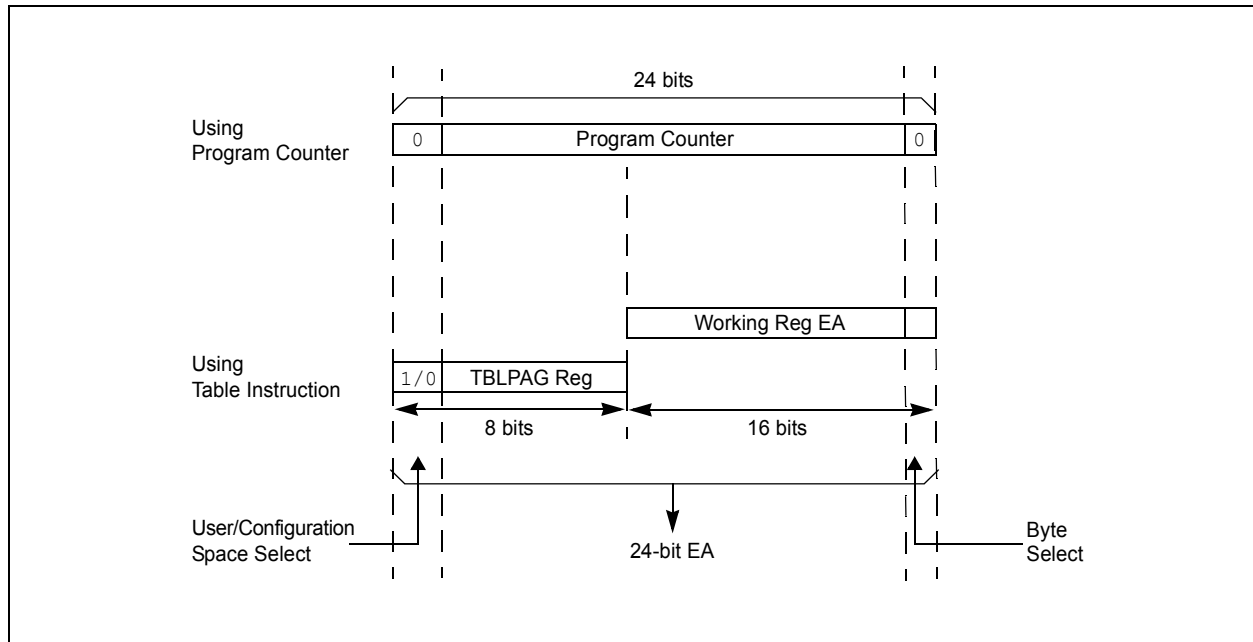 24 bits
Using
Program Counter
0
Program Counter
0
Working Reg EA
Using
Table Instruction
1/0
TBLPAG Reg
8 bits
16 bits
User/Configuration
Space Select
24-bit EA
Byte
Select